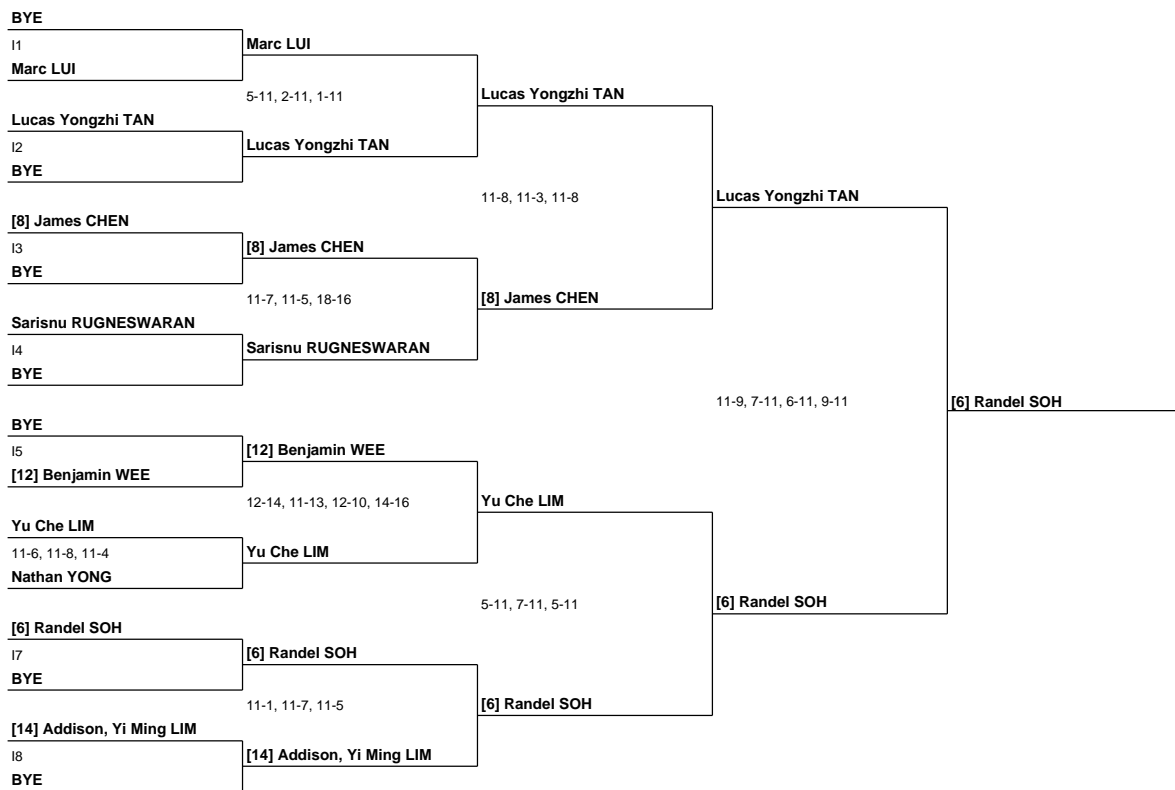 BYE
I1
Marc LUI
Lucas Yongzhi TAN
I2
BYE
[8] James CHEN
I3
BYE
Sarisnu RUGNESWARAN
I4
BYE
BYE
I5
[12] Benjamin WEE
Yu Che LIM
11-6, 11-8, 11-4
Nathan YONG
[6] Randel SOH
I7
BYE
[14] Addison, Yi Ming LIM
I8
BYE
Marc LUI
5-11, 2-11, 1-11
Lucas Yongzhi TAN
[8] James CHEN
11-7, 11-5, 18-16
Sarisnu RUGNESWARAN
[12] Benjamin WEE
12-14, 11-13, 12-10, 14-16
Yu Che LIM
[6] Randel SOH
11-1, 11-7, 11-5
[14] Addison, Yi Ming LIM
Lucas Yongzhi TAN
11-8, 11-3, 11-8
[8] James CHEN
Yu Che LIM
5-11, 7-11, 5-11
[6] Randel SOH
Lucas Yongzhi TAN
11-9, 7-11, 6-11, 9-11
[6] Randel SOH
[6] Randel SOH